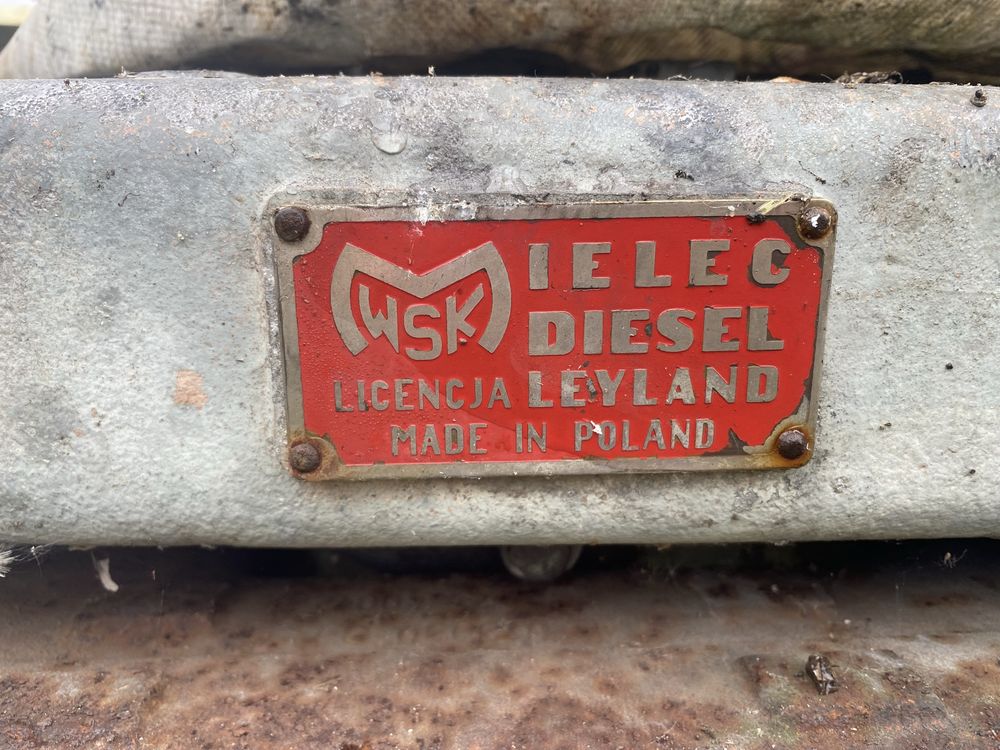 MIELEC
WSK
DIESEL
LICENCJA LEYLAND
MADE IN POLAND